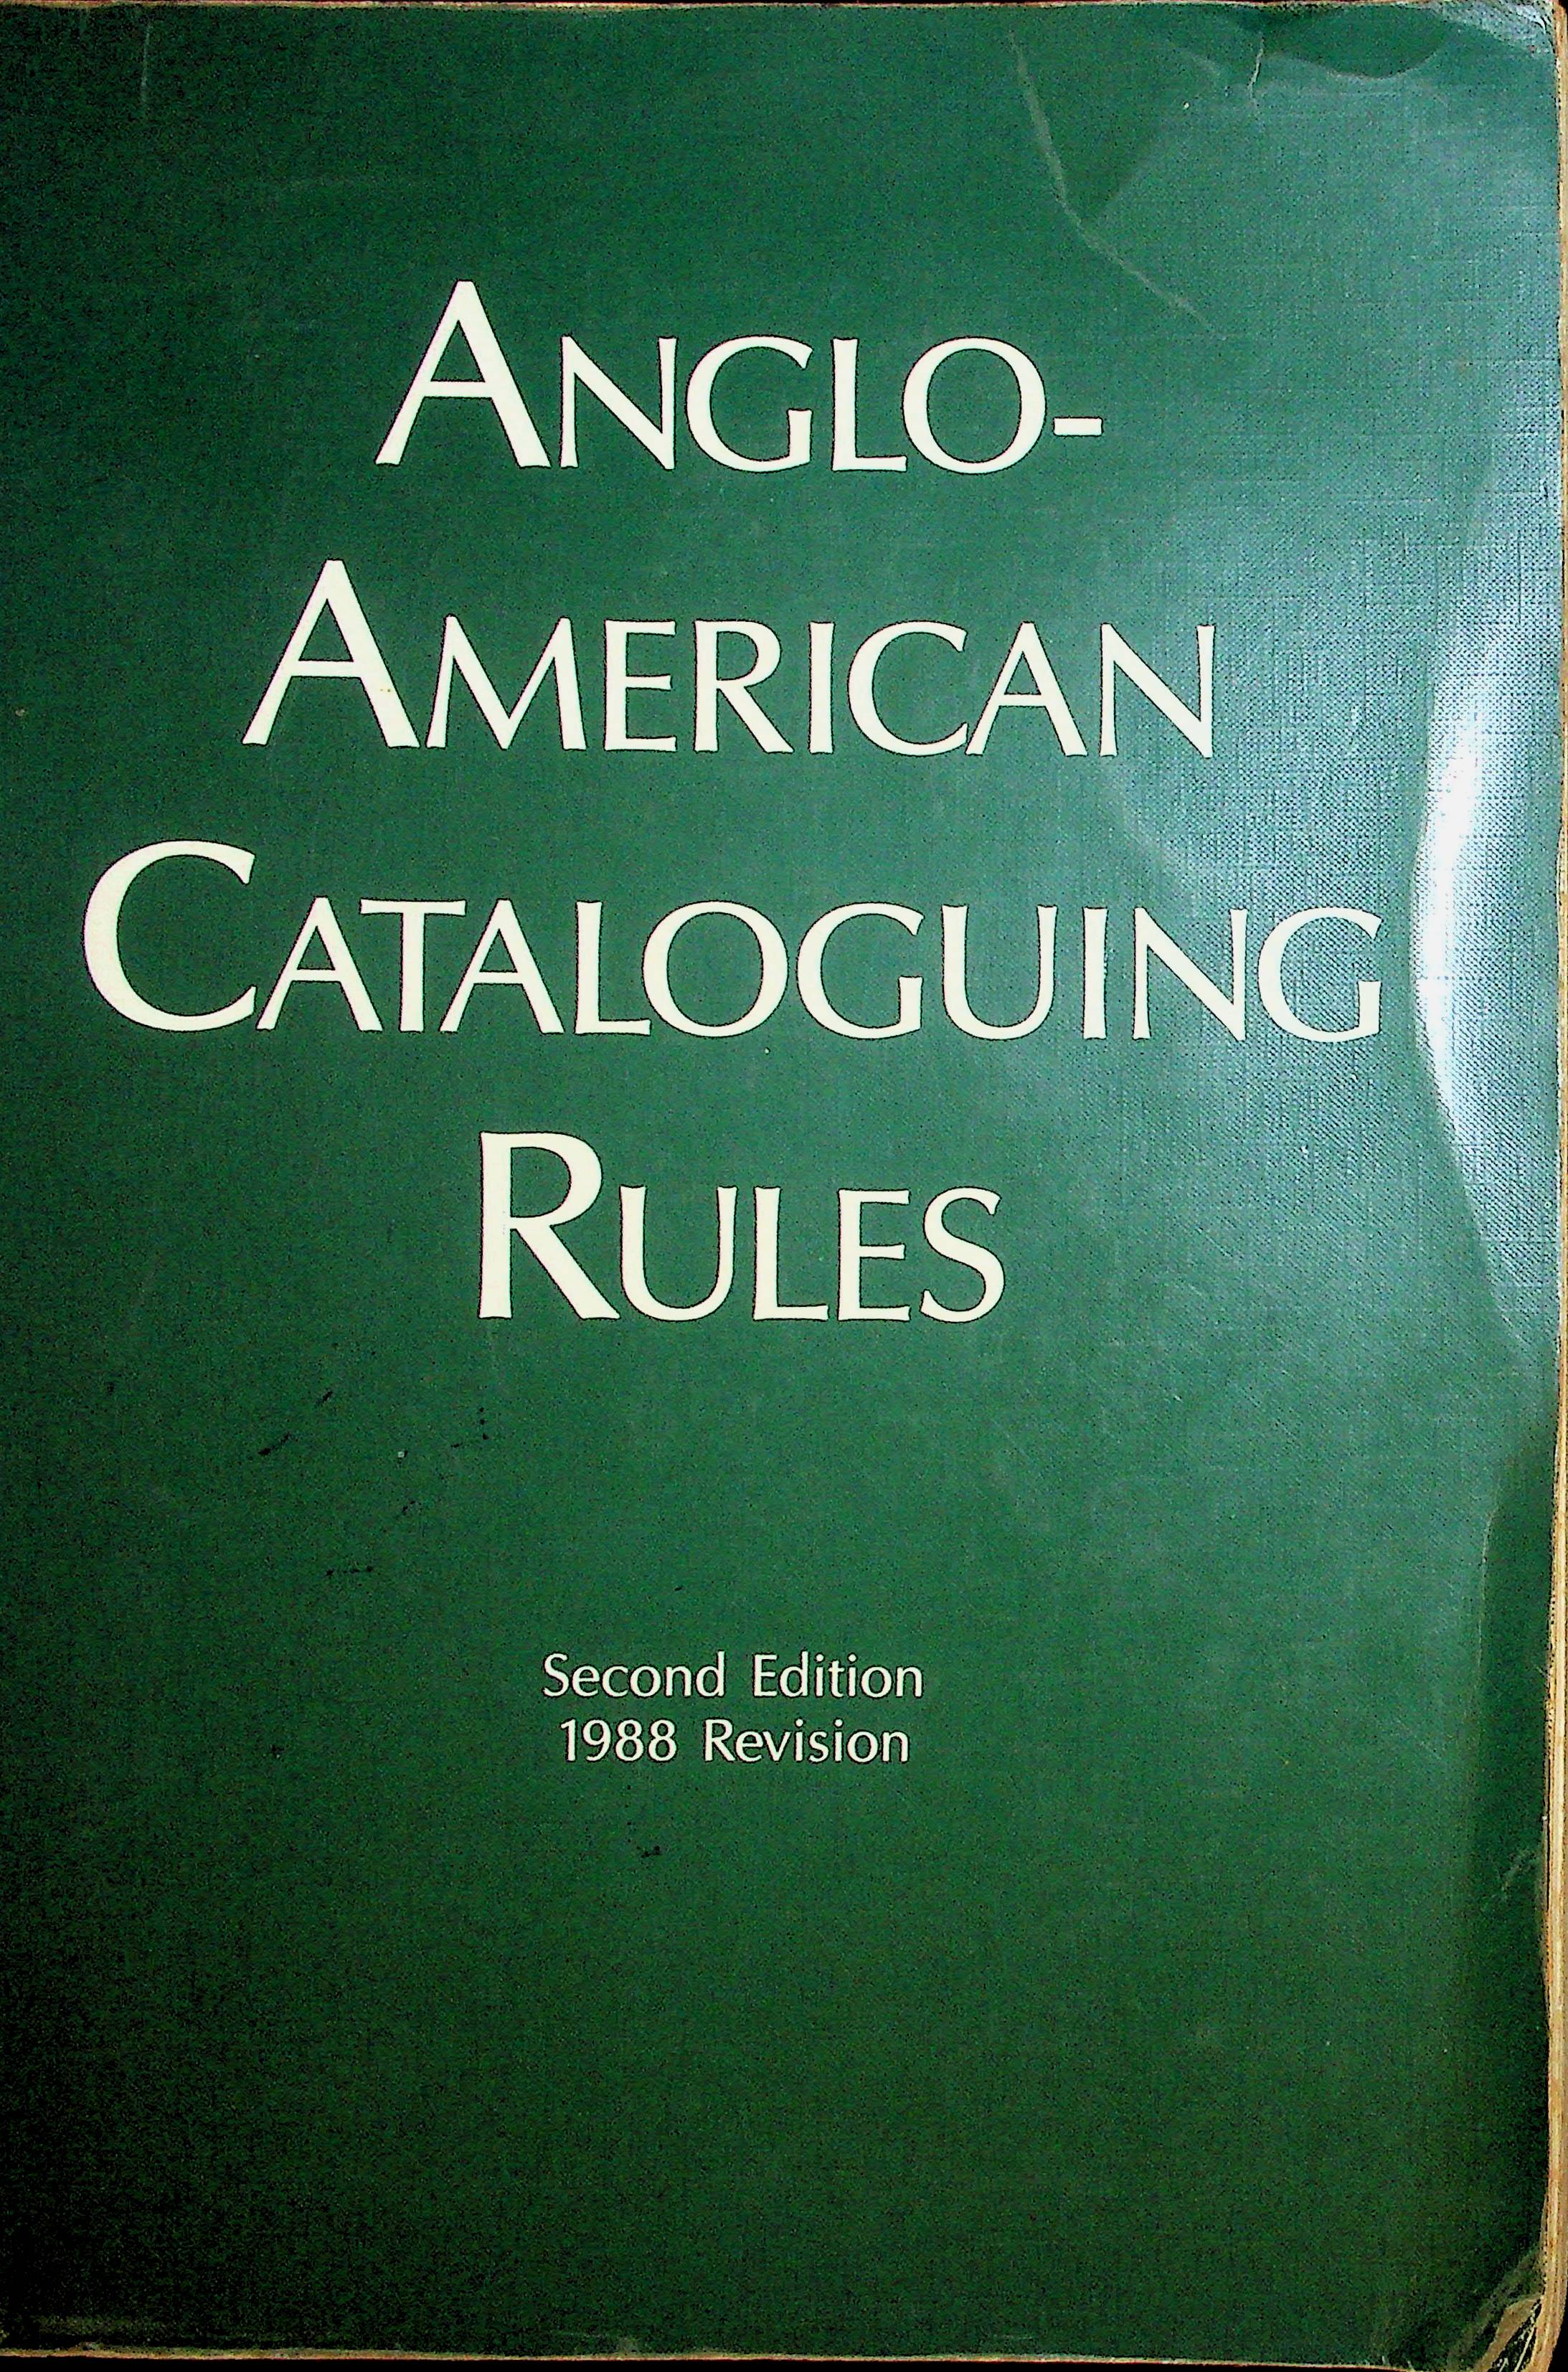 ANGLO-
AMERICAN
CATALOGUING
RULES
Second Edition
1988 Revision